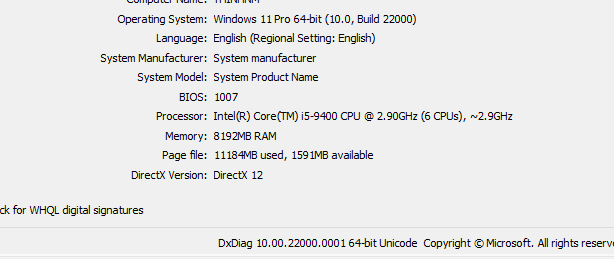 Operating System: Windows 11 Pro 64-bit (10.0, Build 22000)
Language: English (Regional Setting: English)
System Manufacturer: System manufacturer
System Model: System Product Name
BIOS: 1007
Processor: Intel(R) Core(TM) i5-9400 CPU @ 2.90GHz (6 CPUs), ~2.9GHz
Memory: 8192MB RAM
Page file: 11184MB used, 1591MB available
DirectX Version: DirectX 12
ck for WHQL digital signatures
DxDiag 10.00.22000.0001 64-bit Unicode Copyright © Microsoft. All rights reserve